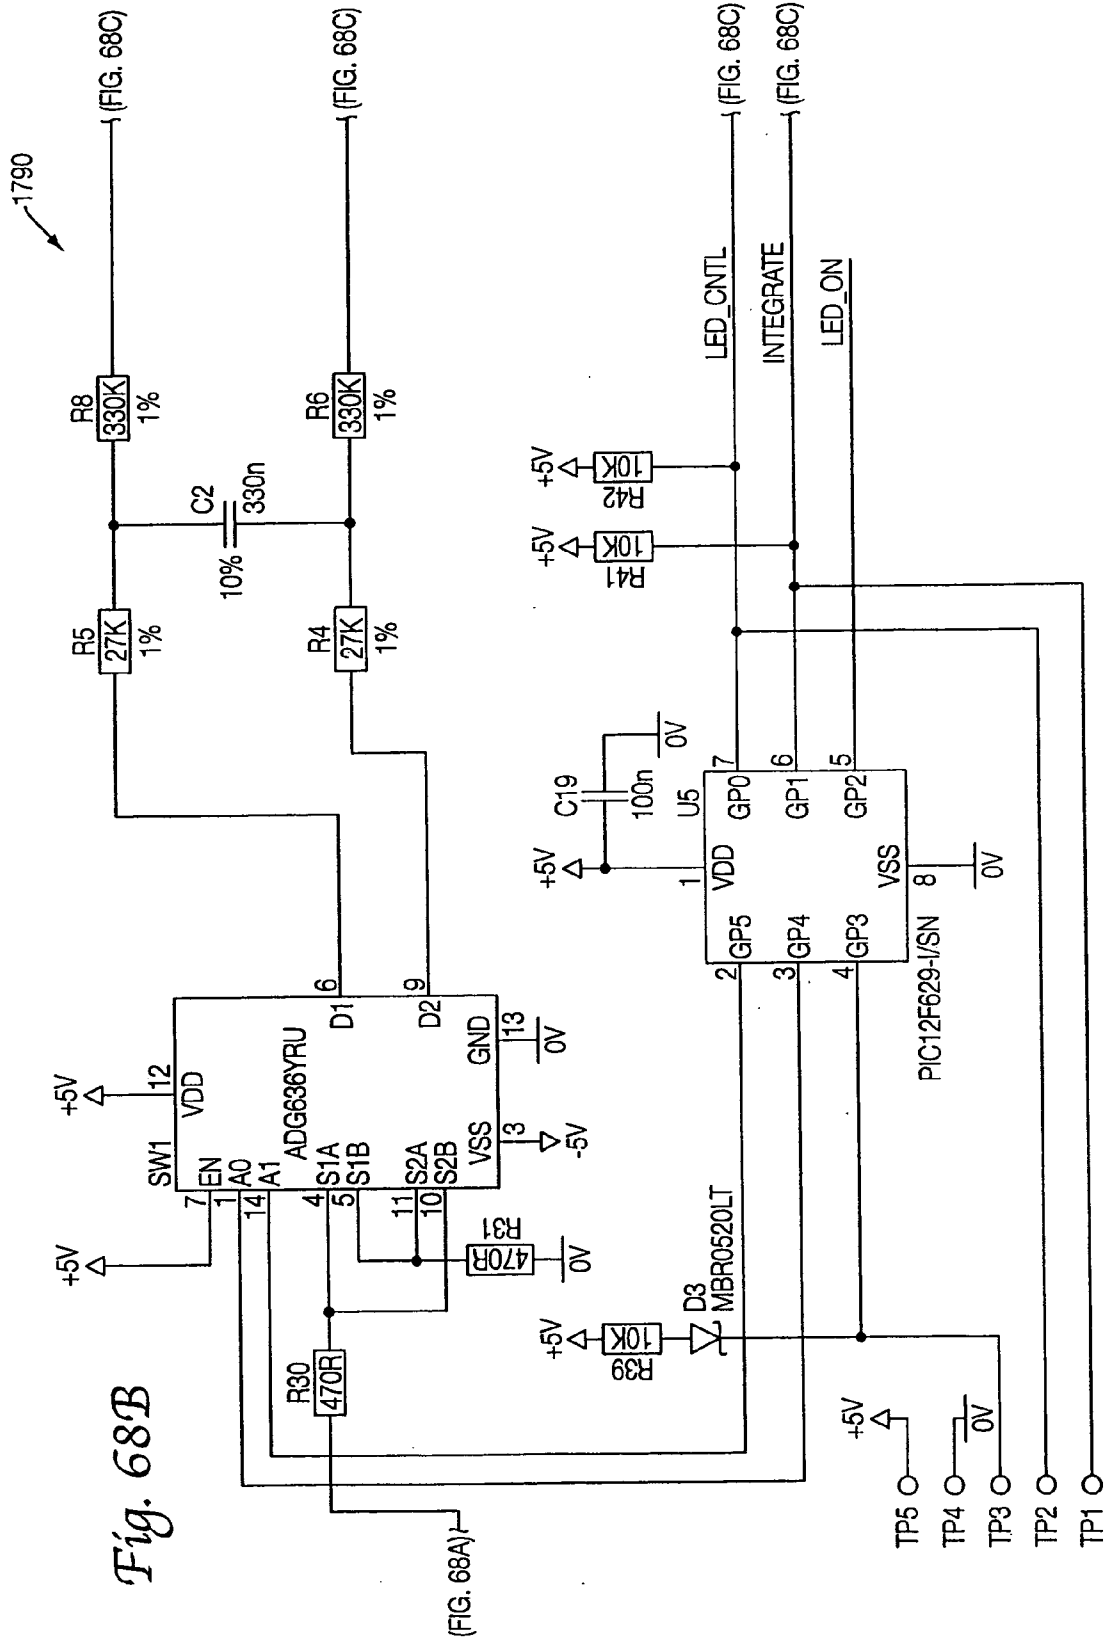 Fig. 68B
1790
(FIG. 68A)
(FIG. 68C)
(FIG. 68C)
(FIG. 68C)
(FIG. 68C)
R30
470R
+5V
+5V
SW1
7
EN
1
A0
14
A1
4
S1A
5
S1B
11
S2A
10
S2B
12
VDD
ADG636YRU
VSS
3
-5V
GND
13
0V
D1
6
D2
9
R31
470R
0V
R5
27K
1%
R4
27K
1%
C2
10%
330n
R8
330K
1%
R6
330K
1%
+5V
R39
10K
D3
MBR0520LT
+5V
C19
100n
0V
U5
1
VDD
2
GP5
3
GP4
4
GP3
GP0
7
GP1
6
GP2
5
VSS
8
0V
PIC12F629-I/SN
+5V
R41
10K
+5V
R42
10K
LED_CNTL
INTEGRATE
LED_ON
+5V
0V
TP5
TP4
TP3
TP2
TP1